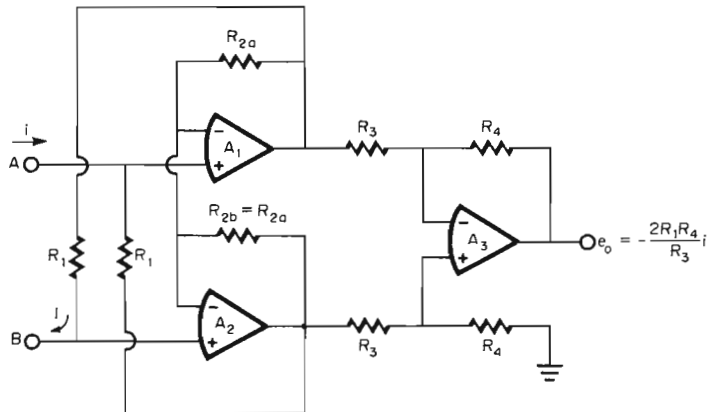 R2a
i
A
A1
−
+
R3
R4
R2b = R2a
R1
R1
I
B
A2
−
+
A3
−
+
eo = − 2R1R4/R3 i
R3
R4